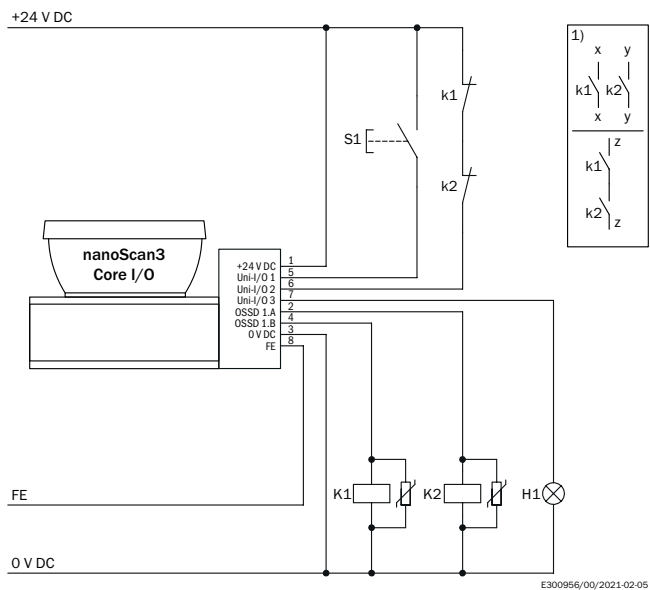 +24 V DC
1)
x y
k1 k2
x y
z
k1
k2
z
k1
S1
k2
nanoScan3
Core I/O
+24 V DC 1
Uni-I/O 1 5
Uni-I/O 2 6
Uni-I/O 3 7
OSSD 1.A 2
OSSD 1.B 4
0 V DC 3
FE 8
K1
K2
H1
FE
0 V DC
E300956/00/2021-02-05